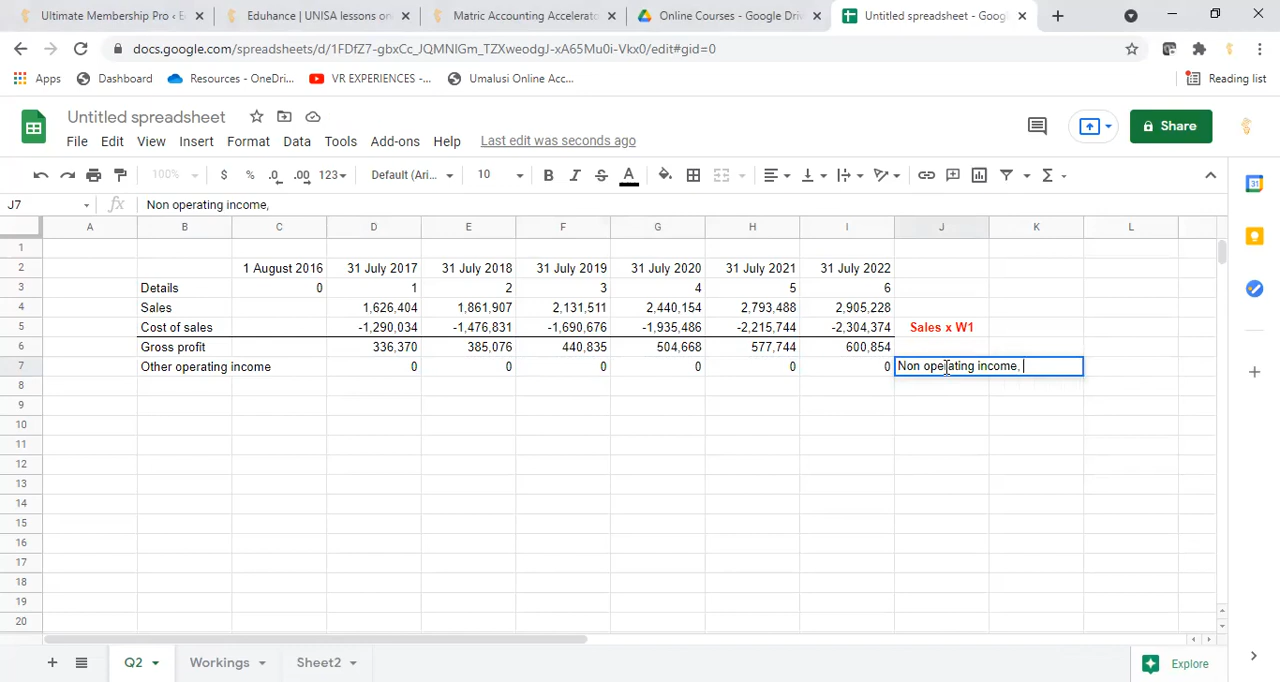 Ultimate Membership Pro ‹ E
Eduhance | UNISA lessons on
Matric Accounting Accelerato
Online Courses - Google Driv
Untitled spreadsheet - Goog
docs.google.com/spreadsheets/d/1FDfZ7-gbxCc_JQMNIGm_TZXweodgJ-xA65Mu0i-Vkx0/edit#gid=0
Apps
Dashboard
Resources - OneDri...
VR EXPERIENCES -...
Umalusi Online Acc...
Reading list
Untitled spreadsheet
File Edit View Insert Format Data Tools Add-ons Help Last edit was seconds ago
Share
100% $ % .0 .00 123 Default (Ari... 10 B I S A Σ
J7 fx Non operating income,
A B C D E F G H I J K L
1
2 1 August 2016 31 July 2017 31 July 2018 31 July 2019 31 July 2020 31 July 2021 31 July 2022
3 Details 0 1 2 3 4 5 6
4 Sales 1,626,404 1,861,907 2,131,511 2,440,154 2,793,488 2,905,228
5 Cost of sales -1,290,034 -1,476,831 -1,690,676 -1,935,486 -2,215,744 -2,304,374 Sales x W1
6 Gross profit 336,370 385,076 440,835 504,668 577,744 600,854
7 Other operating income 0 0 0 0 0 0 Non operating income,
8
9
10
11
12
13
14
15
16
17
18
19
20
Q2 Workings Sheet2
Explore
31